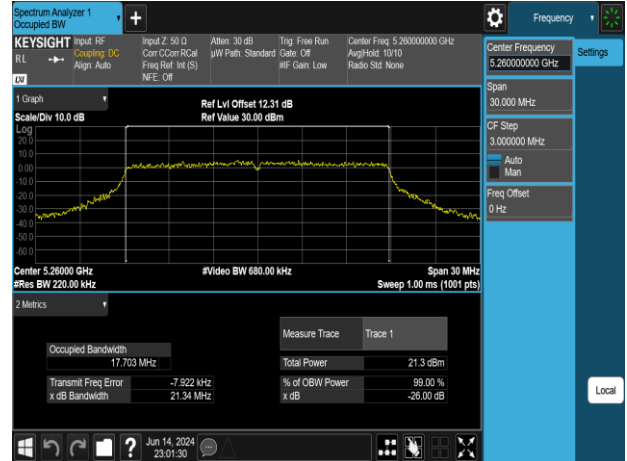 Spectrum Analyzer 1
Occupied BW
Frequency
KEYSIGHT
RL
LXI
Input: RF
Coupling: DC
Align: Auto
Input Z: 50 Ω
Corr CCorr RCal
Freq Ref: Int (S)
NFE: Off
Atten: 30 dB
µW Path: Standard
Trig: Free Run
Gate: Off
#IF Gain: Low
Center Freq: 5.260000000 GHz
Avg|Hold: 10/10
Radio Std: None
Center Frequency
5.260000000 GHz
Settings
Span
30.000 MHz
CF Step
3.000000 MHz
Auto
Man
Freq Offset
0 Hz
Local
1 Graph
Scale/Div 10.0 dB
Ref Lvl Offset 12.31 dB
Ref Value 30.00 dBm
Log
20.0
10.0
0.00
-10.0
-20.0
-30.0
-40.0
-50.0
-60.0
Center 5.26000 GHz
#Video BW 680.00 kHz
Span 30 MHz
#Res BW 220.00 kHz
Sweep 1.00 ms (1001 pts)
2 Metrics
Measure Trace
Trace 1
Occupied Bandwidth
17.703 MHz
Total Power
21.3 dBm
Transmit Freq Error
-7.922 kHz
% of OBW Power
99.00 %
x dB Bandwidth
21.34 MHz
x dB
-26.00 dB
?
Jun 14, 2024
23:01:30